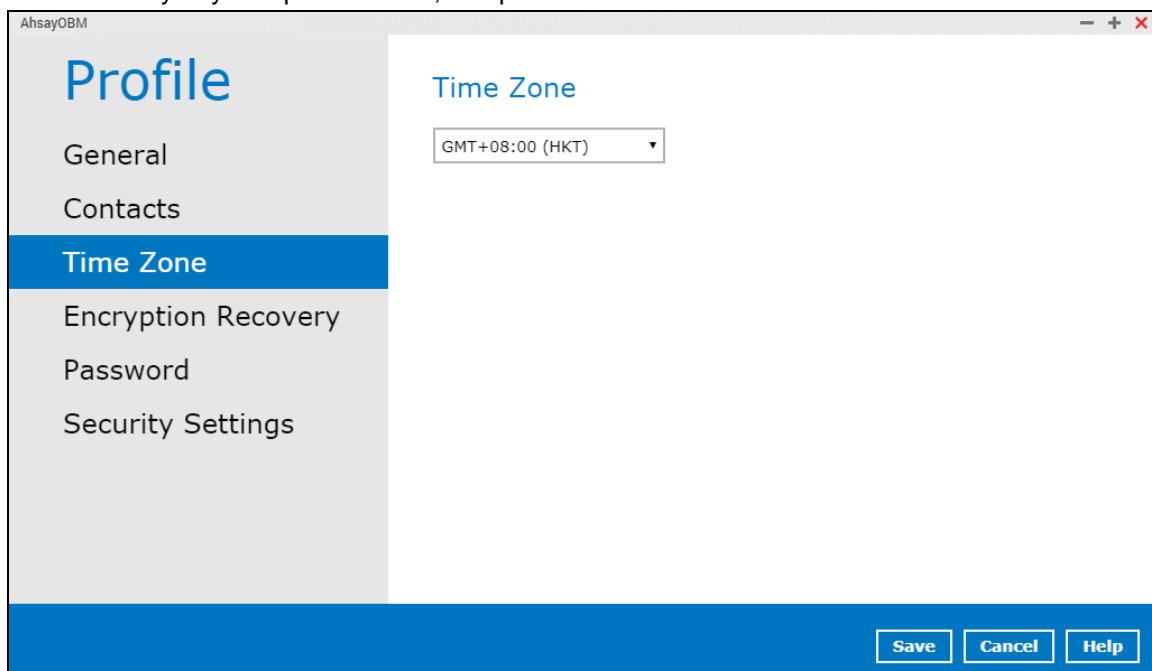 AhsayOBM
Profile
General
Contacts
Time Zone
Encryption Recovery
Password
Security Settings
Time Zone
GMT+08:00 (HKT)
Save Cancel Help